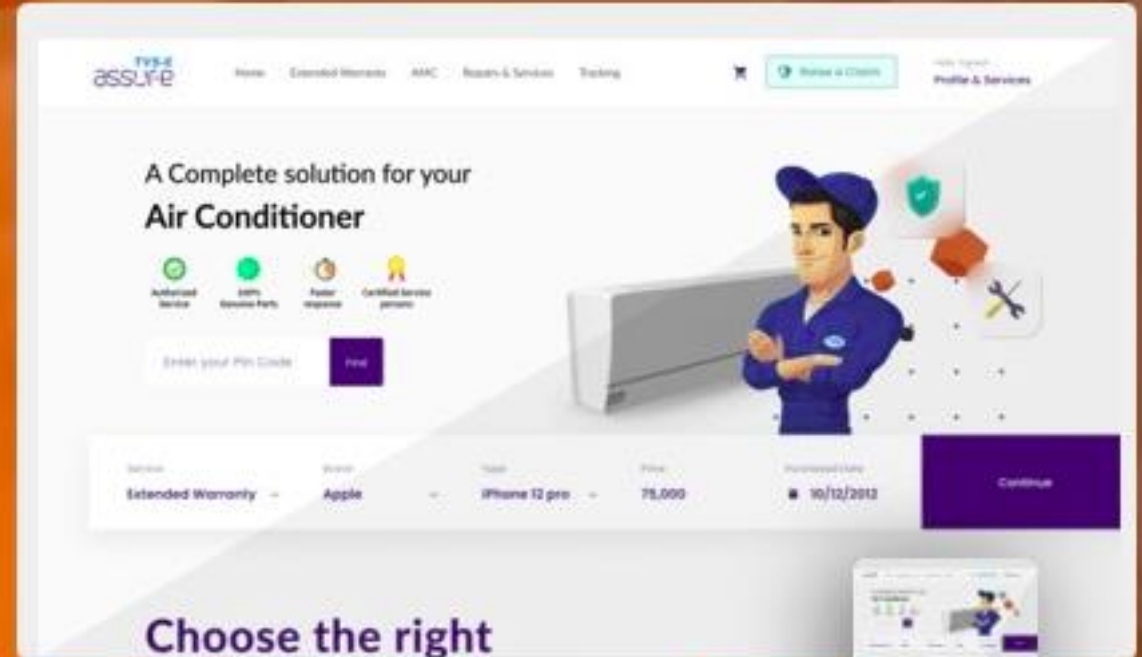 TVS-E
assure
Home Extended Warranty AMC Repairs & Services Tracking
Raise a Claim
Profile & Services
A Complete solution for your
Air Conditioner
Authorized Service
100% Genuine Parts
Faster response
Certified Service persons
Enter your Pin Code
Find
Service
Extended Warranty
Brand
Apple
Type
iPhone 12 pro
Price
75,000
Purchased Date
10/12/2012
Continue
Choose the right